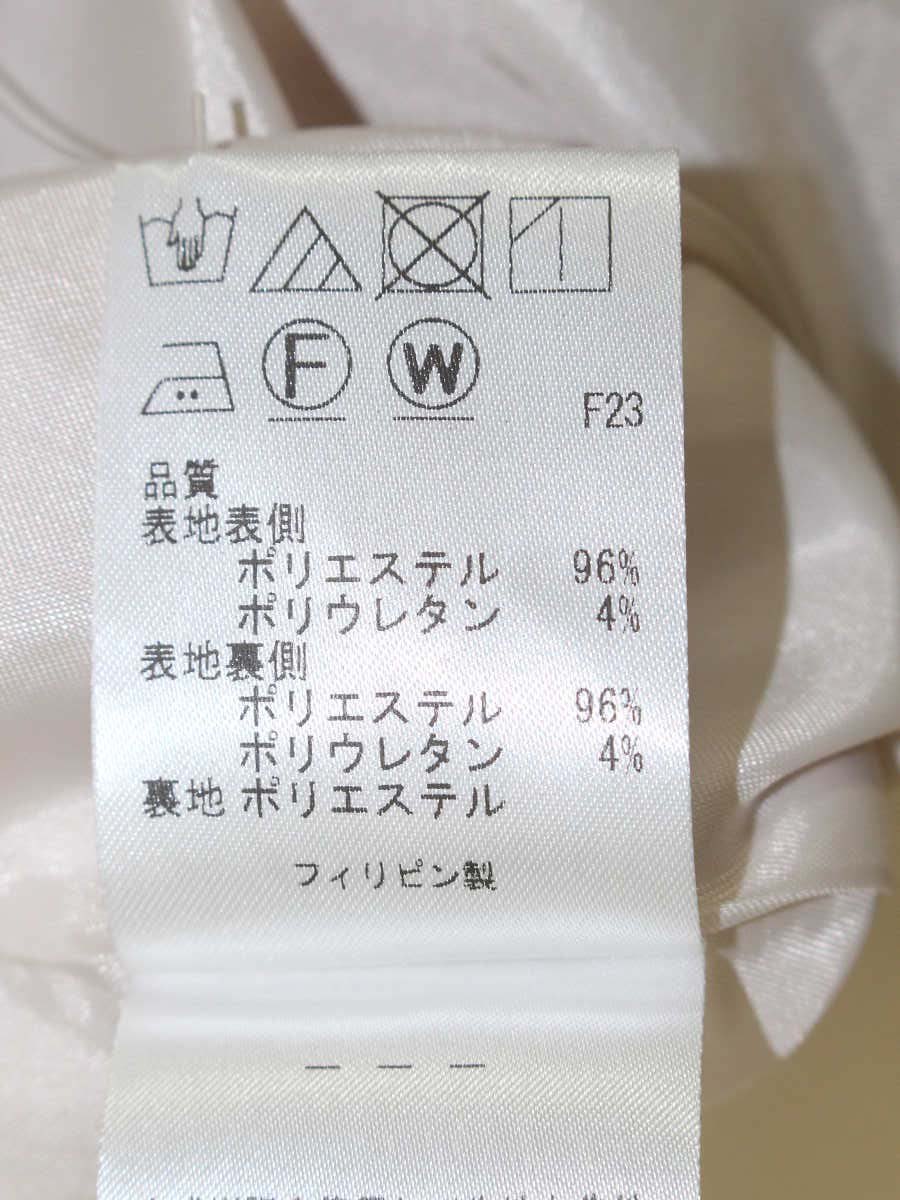 F W
F23
品質
表地表側
ポリエステル 96%
ポリウレタン 4%
表地裏側
ポリエステル 96%
ポリウレタン 4%
裏地 ポリエステル
フィリピン製
— — —